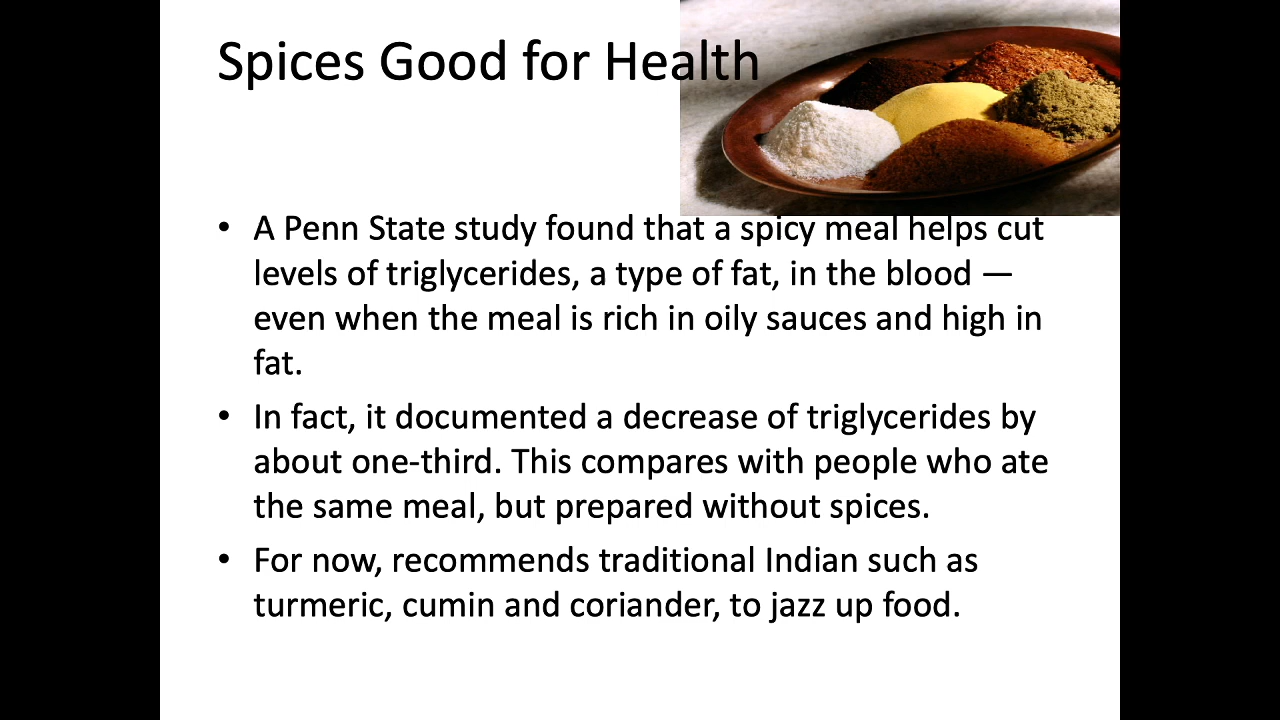 Spices Good for Health
• A Penn State study found that a spicy meal helps cut
levels of triglycerides, a type of fat, in the blood —
even when the meal is rich in oily sauces and high in
fat.
• In fact, it documented a decrease of triglycerides by
about one-third. This compares with people who ate
the same meal, but prepared without spices.
• For now, recommends traditional Indian such as
turmeric, cumin and coriander, to jazz up food.